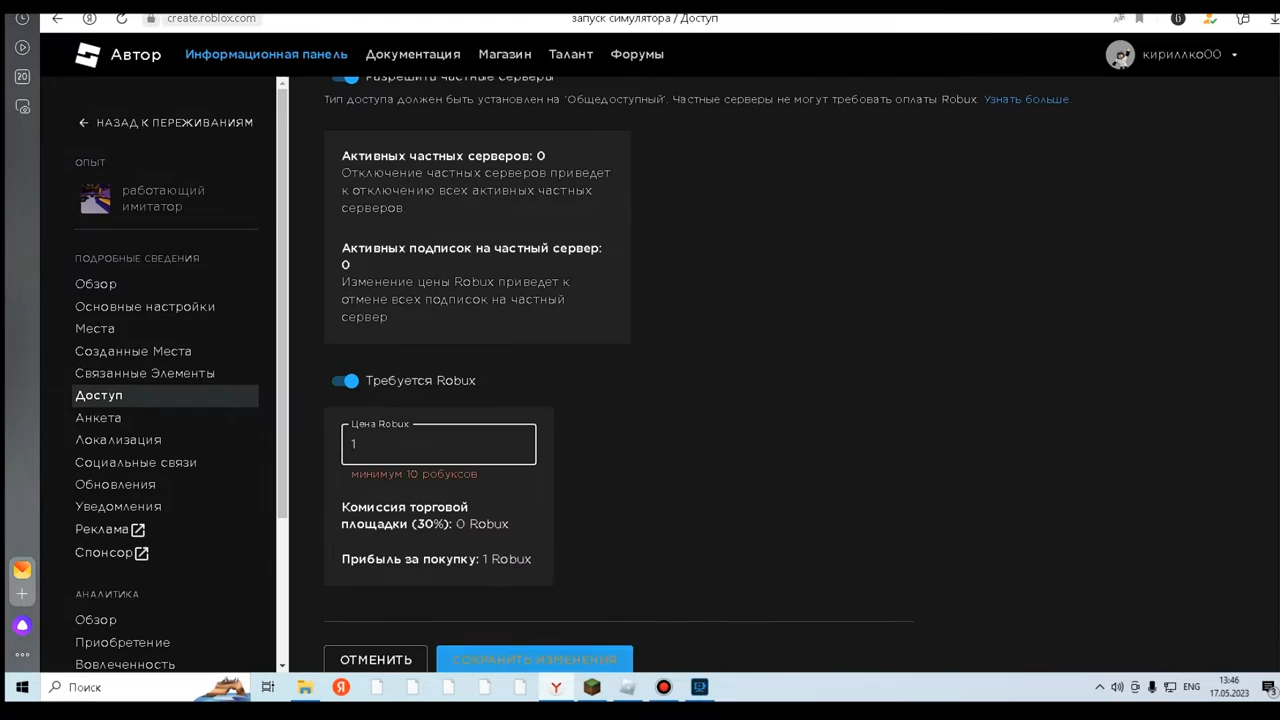 create.roblox.com
запуск симулятора / Доступ
20
Автор
Информационная панель
Документация
Магазин
Талант
Форумы
кириллко00
НАЗАД К ПЕРЕЖИВАНИЯМ
ОПЫТ
работающий
имитатор
ПОДРОБНЫЕ СВЕДЕНИЯ
Обзор
Основные настройки
Места
Созданные Места
Связанные Элементы
Доступ
Анкета
Локализация
Социальные связи
Обновления
Уведомления
Реклама
Спонсор
АНАЛИТИКА
Обзор
Приобретение
Вовлеченность
Разрешить частные серверы
Тип доступа должен быть установлен на 'Общедоступный'. Частные серверы не могут требовать оплаты Robux. Узнать больше.
Активных частных серверов: 0
Отключение частных серверов приведет
к отключению всех активных частных
серверов.
Активных подписок на частный сервер:
0
Изменение цены Robux приведет к
отмене всех подписок на частный
сервер
Требуется Robux
Цена Robux
1
минимум 10 робуксов
Комиссия торговой
площадки (30%): 0 Robux
Прибыль за покупку: 1 Robux
ОТМЕНИТЬ
СОХРАНИТЬ ИЗМЕНЕНИЯ
Поиск
ENG
13:46
17.05.2023